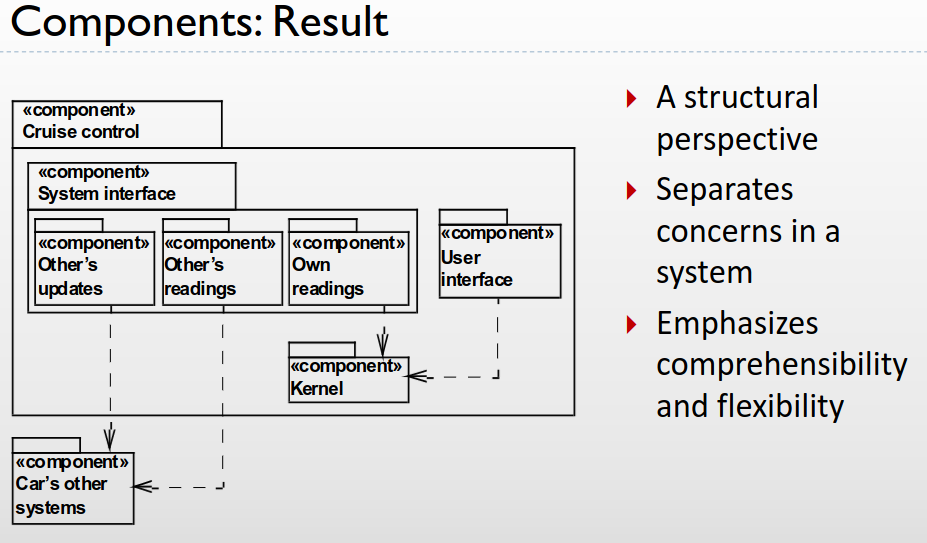 Components: Result
«component»
Cruise control
«component»
System interface
«component»
Other's
updates
«component»
Other's
readings
«component»
Own
readings
«component»
User
interface
«component»
Kernel
«component»
Car's other
systems
A structural
perspective
Separates
concerns in a
system
Emphasizes
comprehensibility
and flexibility